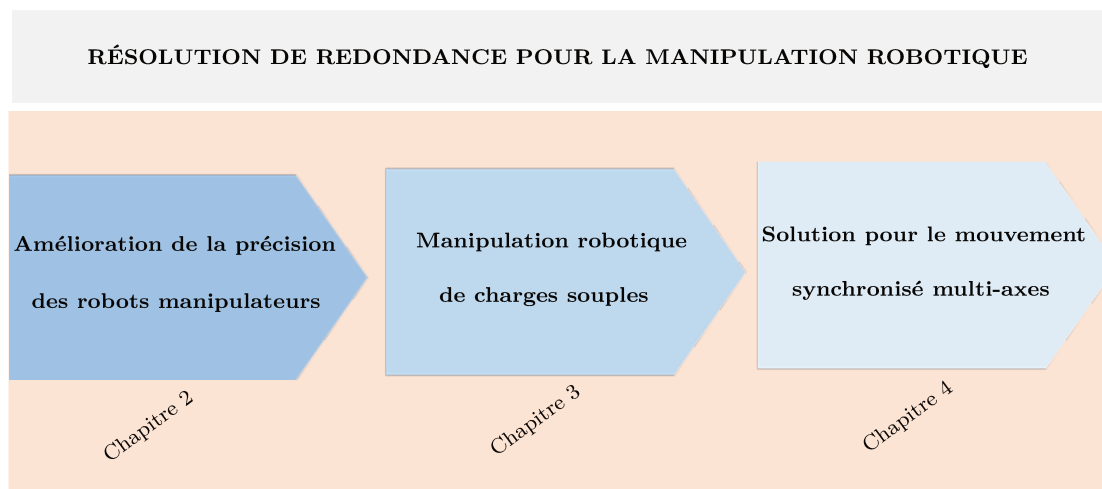 RÉSOLUTION DE REDONDANCE POUR LA MANIPULATION ROBOTIQUE
Amélioration de la précision
des robots manipulateurs
Chapitre 2
Manipulation robotique
de charges souples
Chapitre 3
Solution pour le mouvement
synchronisé multi-axes
Chapitre 4